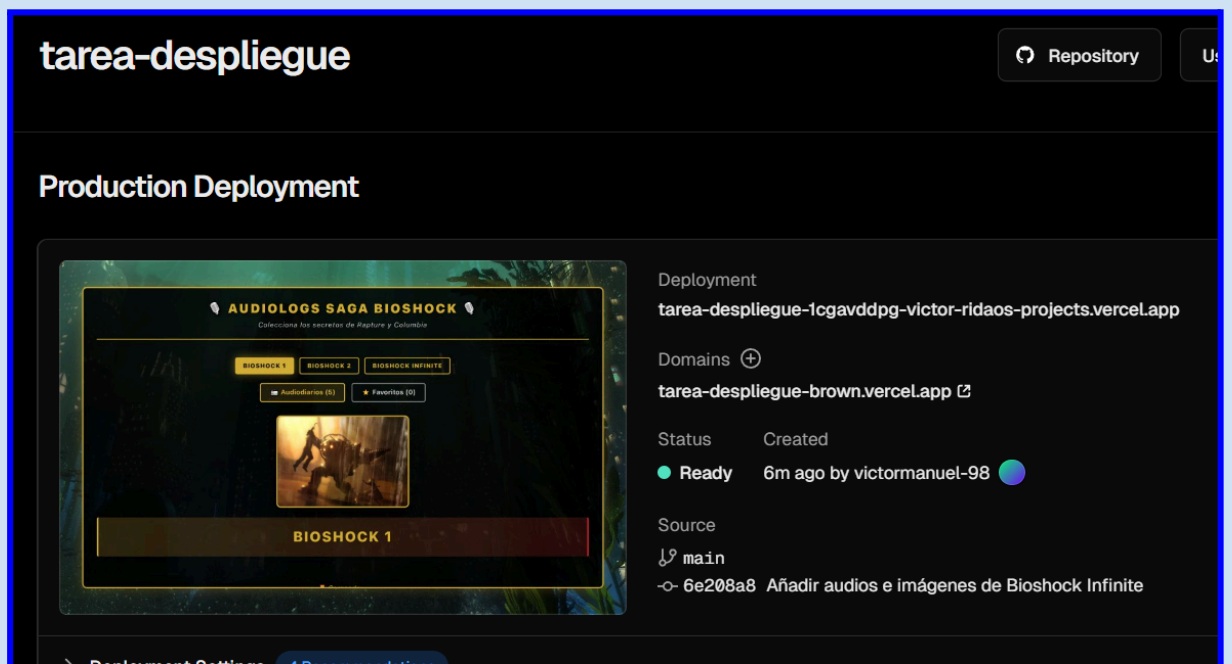 tarea-despliegue
Repository
Production Deployment
AUDIOLOGS SAGA BIOSHOCK
Colecciona los secretos de Rapture y Columbia
BIOSHOCK 1 BIOSHOCK 2 BIOSHOCK INFINITE
Audiodiarios (5) Favoritos (0)
BIOSHOCK 1
Deployment
tarea-despliegue-1cgavddpg-victor-ridaos-projects.vercel.app
Domains
tarea-despliegue-brown.vercel.app
Status Created
Ready 6m ago by victormanuel-98
Source
main
6e208a8 Añadir audios e imágenes de Bioshock Infinite
Deployment Settings